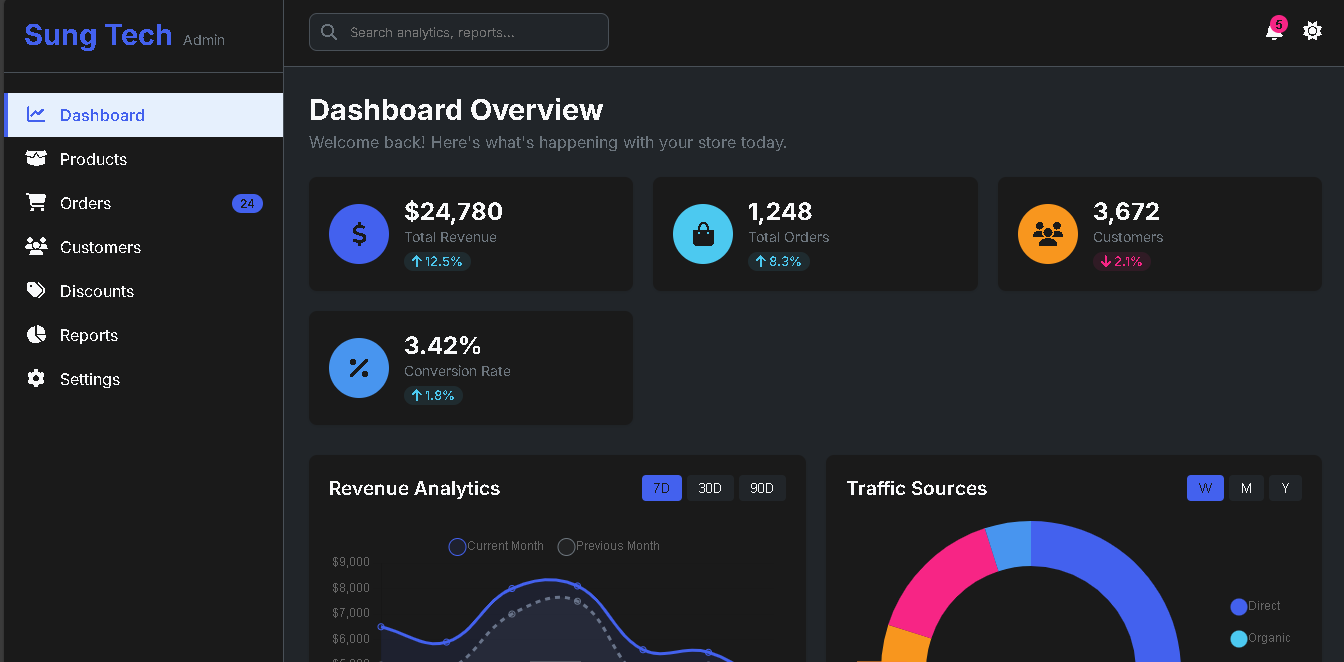 Sung Tech Admin
Search analytics, reports...
5
Dashboard
Products
Orders 24
Customers
Discounts
Reports
Settings
Dashboard Overview
Welcome back! Here's what's happening with your store today.
$24,780
Total Revenue
12.5%
1,248
Total Orders
8.3%
3,672
Customers
2.1%
3.42%
Conversion Rate
1.8%
Revenue Analytics
7D 30D 90D
Current Month Previous Month
$9,000
$8,000
$7,000
$6,000
Traffic Sources
W M Y
Direct
Organic